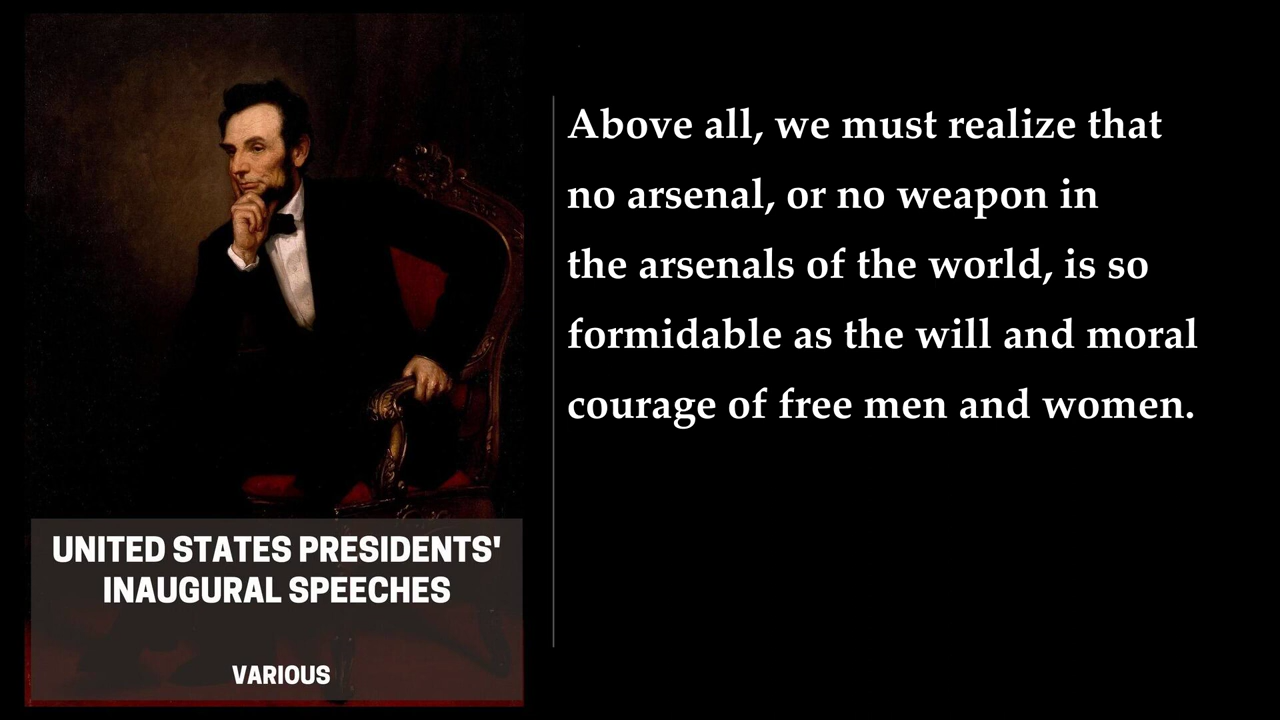 Above all, we must realize that
no arsenal, or no weapon in
the arsenals of the world, is so
formidable as the will and moral
courage of free men and women.
UNITED STATES PRESIDENTS'
INAUGURAL SPEECHES
VARIOUS